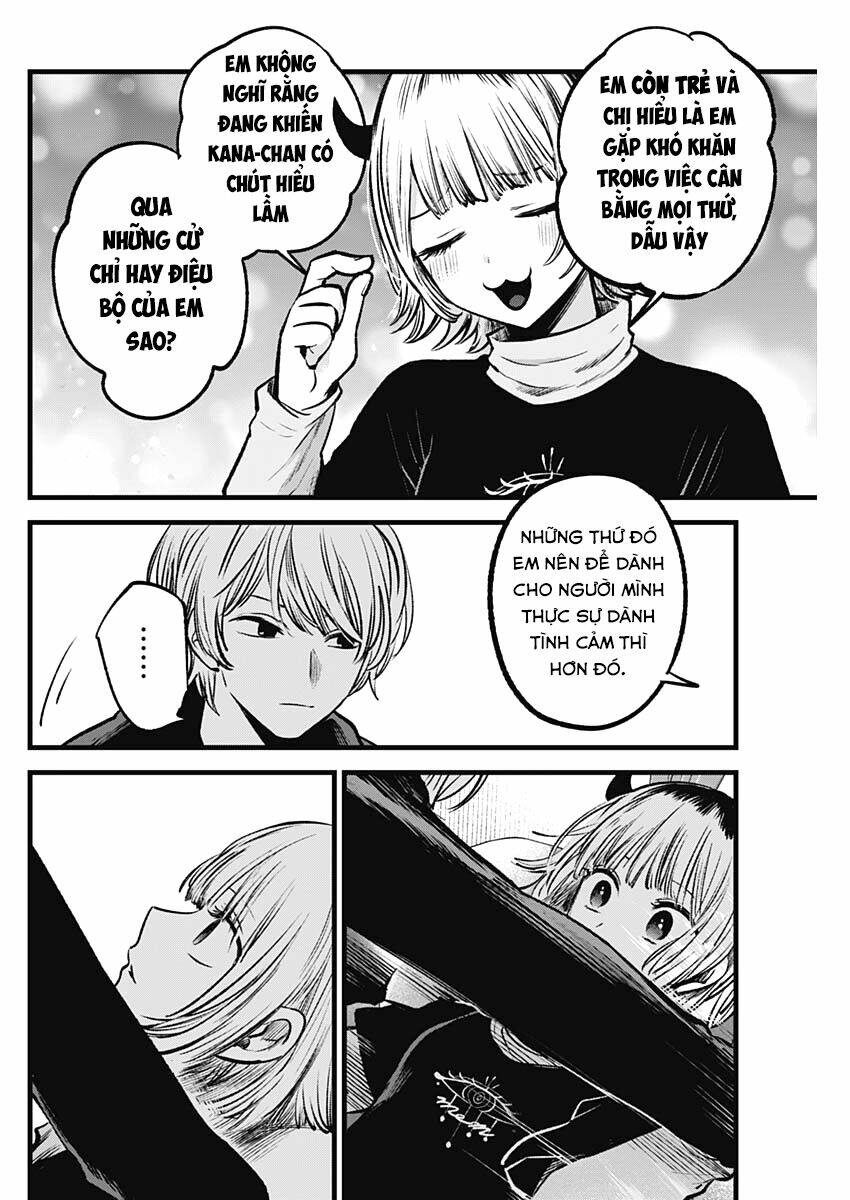 EM CÒN TRẺ VÀ
CHỊ HIỂU LÀ EM
GẶP KHÓ KHĂN
TRONG VIỆC CÂN
BẰNG MỌI THỨ,
DẪU VẬY
EM KHÔNG
NGHĨ RẰNG
ĐANG KHIẾN
KANA-CHAN CÓ
CHÚT HIỂU
LẦM
QUA
NHỮNG CỬ
CHỈ HAY ĐIỆU
BỘ CỦA EM
SAO?
NHỮNG THỨ ĐÓ
EM NÊN ĐỂ DÀNH
CHO NGƯỜI MÌNH
THỰC SỰ DÀNH
TÌNH CẢM THÌ
HƠN ĐÓ.
......
mem